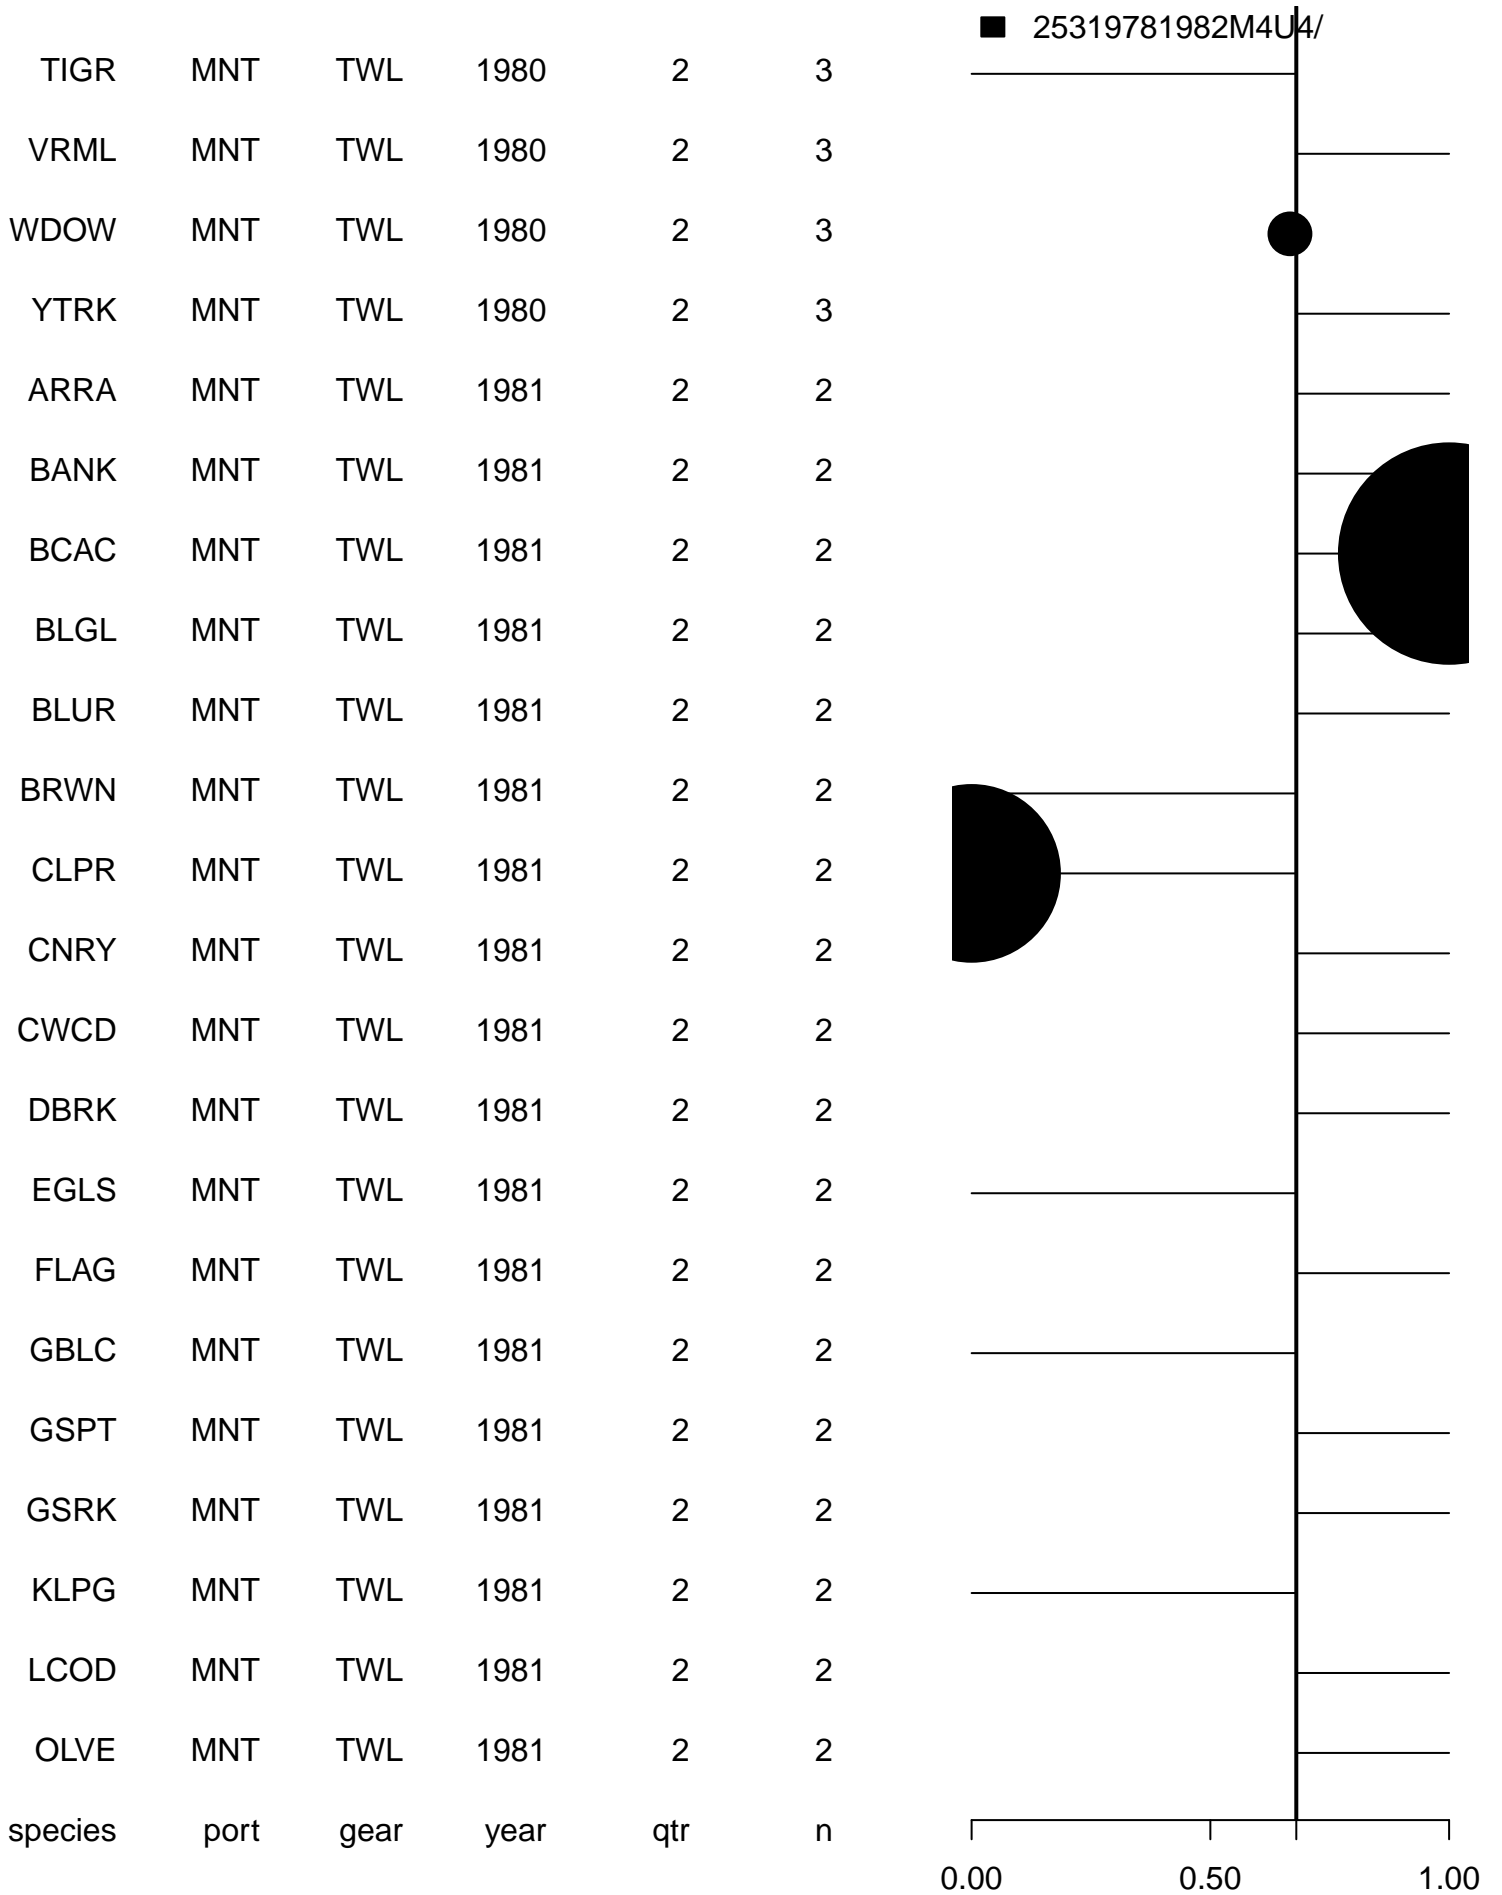 25319781982M4U4/
TIGR MNT TWL 1980 2 3
VRML MNT TWL 1980 2 3
WDOW MNT TWL 1980 2 3
YTRK MNT TWL 1980 2 3
ARRA MNT TWL 1981 2 2
BANK MNT TWL 1981 2 2
BCAC MNT TWL 1981 2 2
BLGL MNT TWL 1981 2 2
BLUR MNT TWL 1981 2 2
BRWN MNT TWL 1981 2 2
CLPR MNT TWL 1981 2 2
CNRY MNT TWL 1981 2 2
CWCD MNT TWL 1981 2 2
DBRK MNT TWL 1981 2 2
EGLS MNT TWL 1981 2 2
FLAG MNT TWL 1981 2 2
GBLC MNT TWL 1981 2 2
GSPT MNT TWL 1981 2 2
GSRK MNT TWL 1981 2 2
KLPG MNT TWL 1981 2 2
LCOD MNT TWL 1981 2 2
OLVE MNT TWL 1981 2 2
species port gear year qtr n
0.00 0.50 1.00